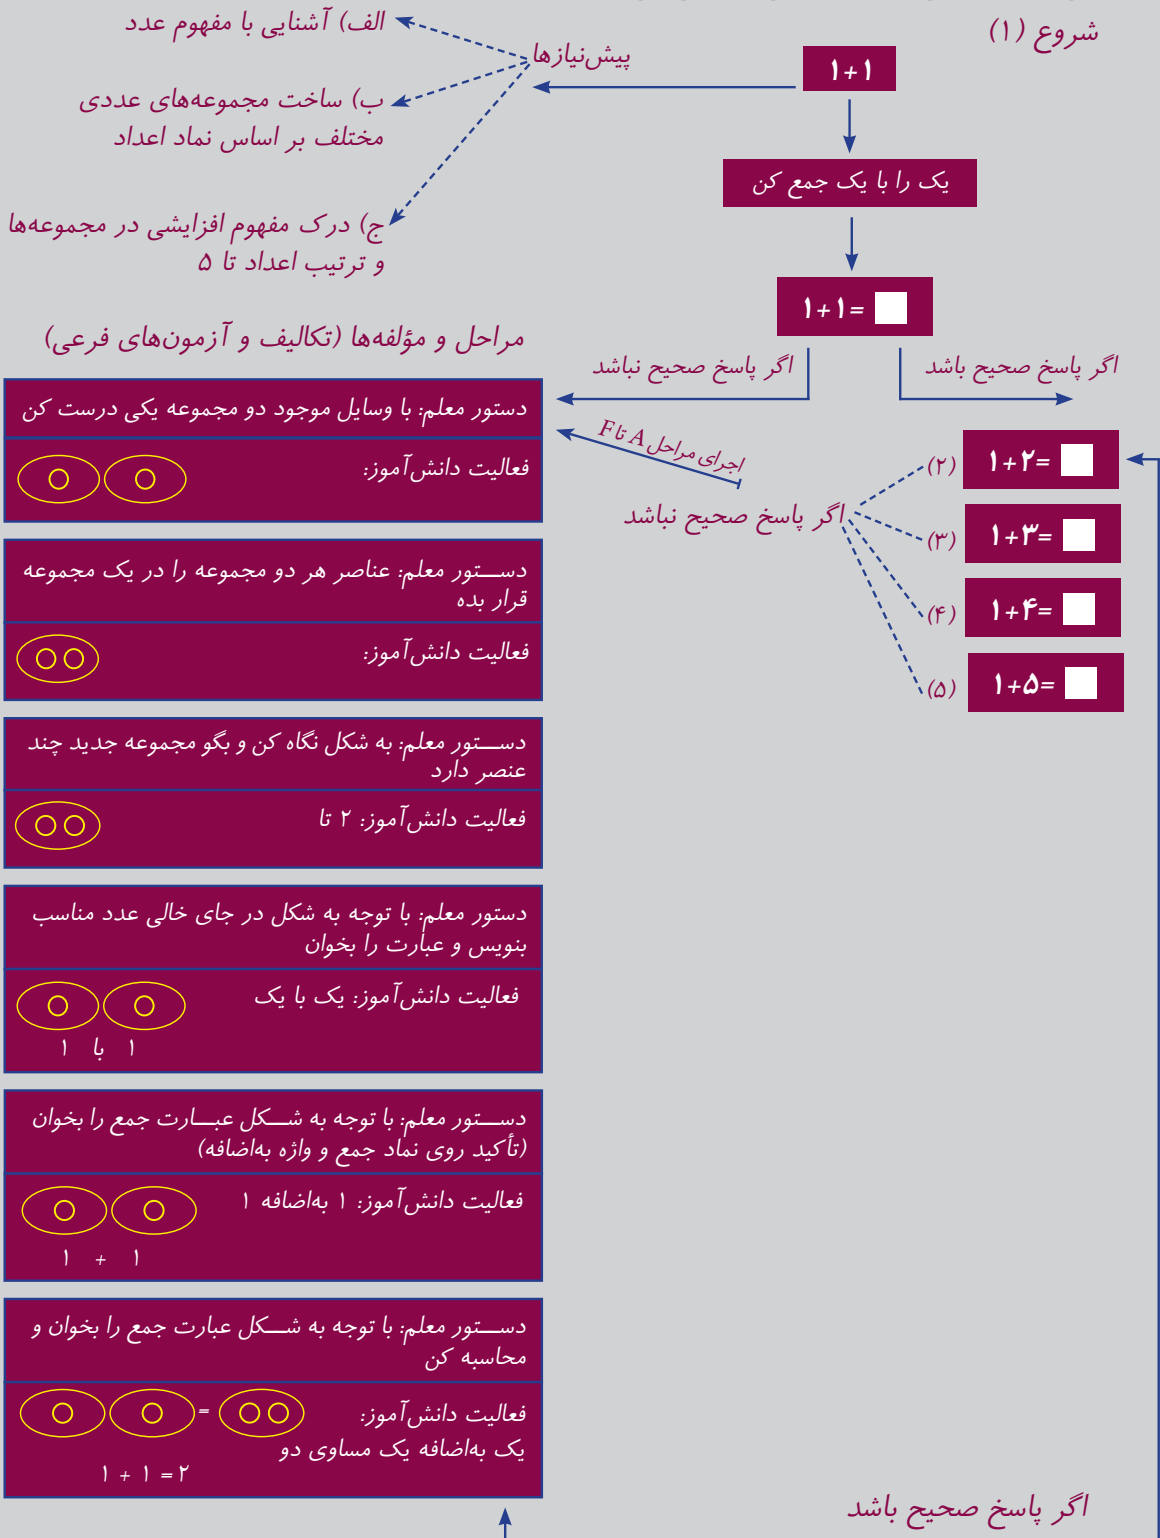 شروع (۱)
۱+۱
پیش‌نیازها
الف) آشنایی با مفهوم عدد
ب) ساخت مجموعه‌های عددی
مختلف بر اساس نماد اعداد
ج) درک مفهوم افزایشی در مجموعه‌ها
و ترتیب اعداد تا ۵
یک را با یک جمع کن
۱+۱=
اگر پاسخ صحیح باشد
اگر پاسخ صحیح نباشد
۱+۲=
(۲)
۱+۳=
(۳)
۱+۴=
(۴)
۱+۵=
(۵)
اگر پاسخ صحیح نباشد
اجرای مراحل A تا F
مراحل و مؤلفه‌ها (تکالیف و آزمون‌های فرعی)
دستور معلم: با وسایل موجود دو مجموعه یکی درست کن
فعالیت دانش‌آموز:
دستور معلم: عناصر هر دو مجموعه را در یک مجموعه
قرار بده
فعالیت دانش‌آموز:
دستور معلم: به شکل نگاه کن و بگو مجموعه جدید چند
عنصر دارد
فعالیت دانش‌آموز: ۲ تا
دستور معلم: با توجه به شکل در جای خالی عدد مناسب
بنویس و عبارت را بخوان
فعالیت دانش‌آموز: یک با یک
۱ با ۱
دستور معلم: با توجه به شکل عبارت جمع را بخوان
(تأکید روی نماد جمع و واژه به‌اضافه)
فعالیت دانش‌آموز: ۱ به‌اضافه ۱
۱ + ۱
دستور معلم: با توجه به شکل عبارت جمع را بخوان و
محاسبه کن
فعالیت دانش‌آموز:
=
یک به‌اضافه یک مساوی دو
۱ + ۱ = ۲
اگر پاسخ صحیح باشد